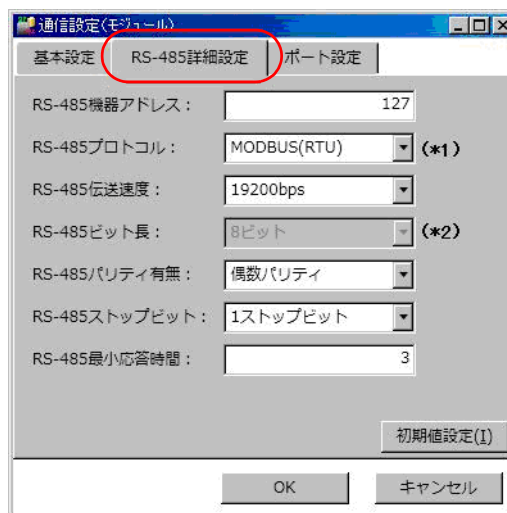 通信設定(モジュール)
基本設定 RS-485詳細設定 ポート設定
RS-485機器アドレス： 127
RS-485プロトコル： MODBUS(RTU) (*1)
RS-485伝送速度： 19200bps
RS-485ビット長： 8ビット (*2)
RS-485パリティ有無： 偶数パリティ
RS-485ストップビット： 1ストップビット
RS-485最小応答時間： 3
初期値設定(I)
OK キャンセル